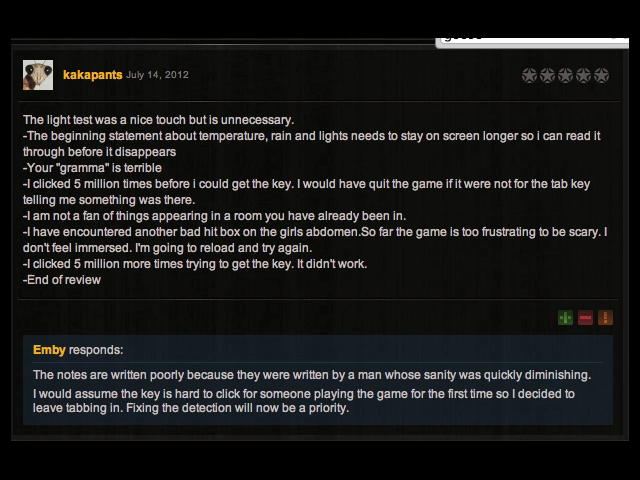 kakapants July 14, 2012
The light test was a nice touch but is unnecessary.
-The beginning statement about temperature, rain and lights needs to stay on screen longer so i can read it
through before it disappears
-Your "gramma" is terrible
-I clicked 5 million times before i could get the key. I would have quit the game if it were not for the tab key
telling me something was there.
-I am not a fan of things appearing in a room you have already been in.
-I have encountered another bad hit box on the girls abdomen.So far the game is too frustrating to be scary. I
don't feel immersed. I'm going to reload and try again.
-I clicked 5 million more times trying to get the key. It didn't work.
-End of review
Emby responds:
The notes are written poorly because they were written by a man whose sanity was quickly diminishing.
I would assume the key is hard to click for someone playing the game for the first time so I decided to
leave tabbing in. Fixing the detection will now be a priority.